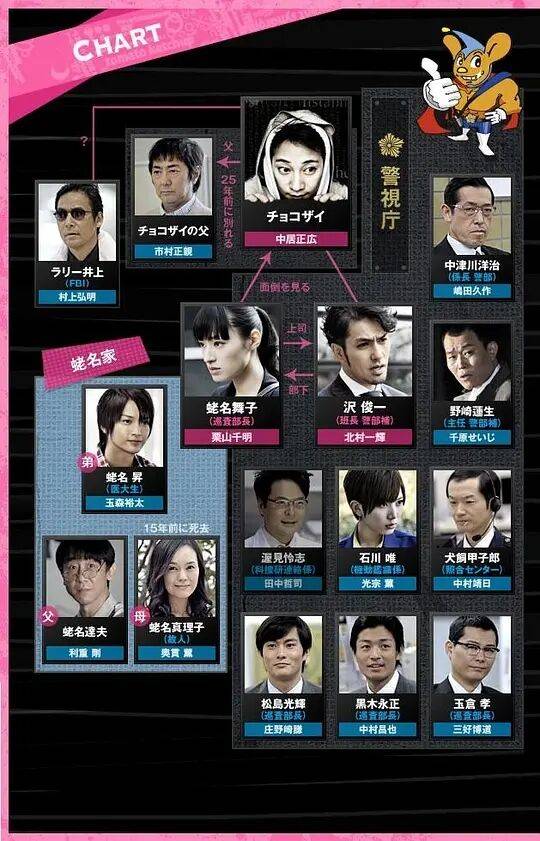 CHART
?
父
25年前に別れる
チョコザイ
中居正広
警視庁
チョコザイの父
市村正親
ラリー井上
(FBI)
村上弘明
中津川洋治
(係長 警部)
嶋田久作
面倒を見る
上司
部下
蛯名舞子
(巡査部長)
栗山千明
沢 俊一
(班長 警部補)
北村一輝
野崎蓮生
(主任 警部補)
千原せいじ
蛯名家
弟
蛯名 昇
(医大生)
玉森裕太
15年前に死去
父
蛯名達夫
利重 剛
母
蛯名真理子
(故人)
奥貫 薫
渥見怜志
(科捜研連絡係)
田中哲司
石川 唯
(機動鑑識係)
光宗 薫
犬飼甲子郎
(照合センター)
中村靖日
松島光輝
(巡査部長)
庄野崎謙
黒木永正
(巡査部長)
中村昌也
玉倉 孝
(巡査部長)
三好博道